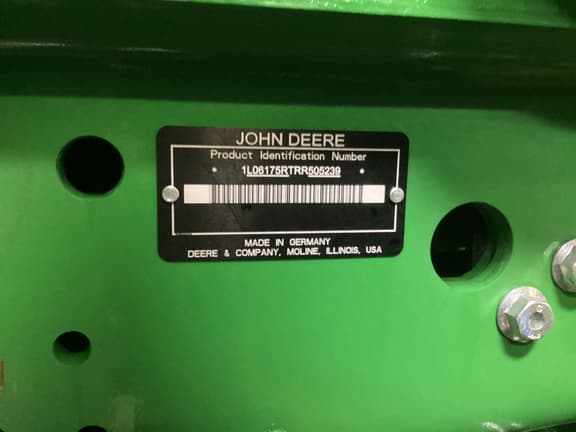 JOHN DEERE
Product Identification Number
* 1L06175RTRR505239 *
MADE IN GERMANY
DEERE & COMPANY, MOLINE, ILLINOIS, USA